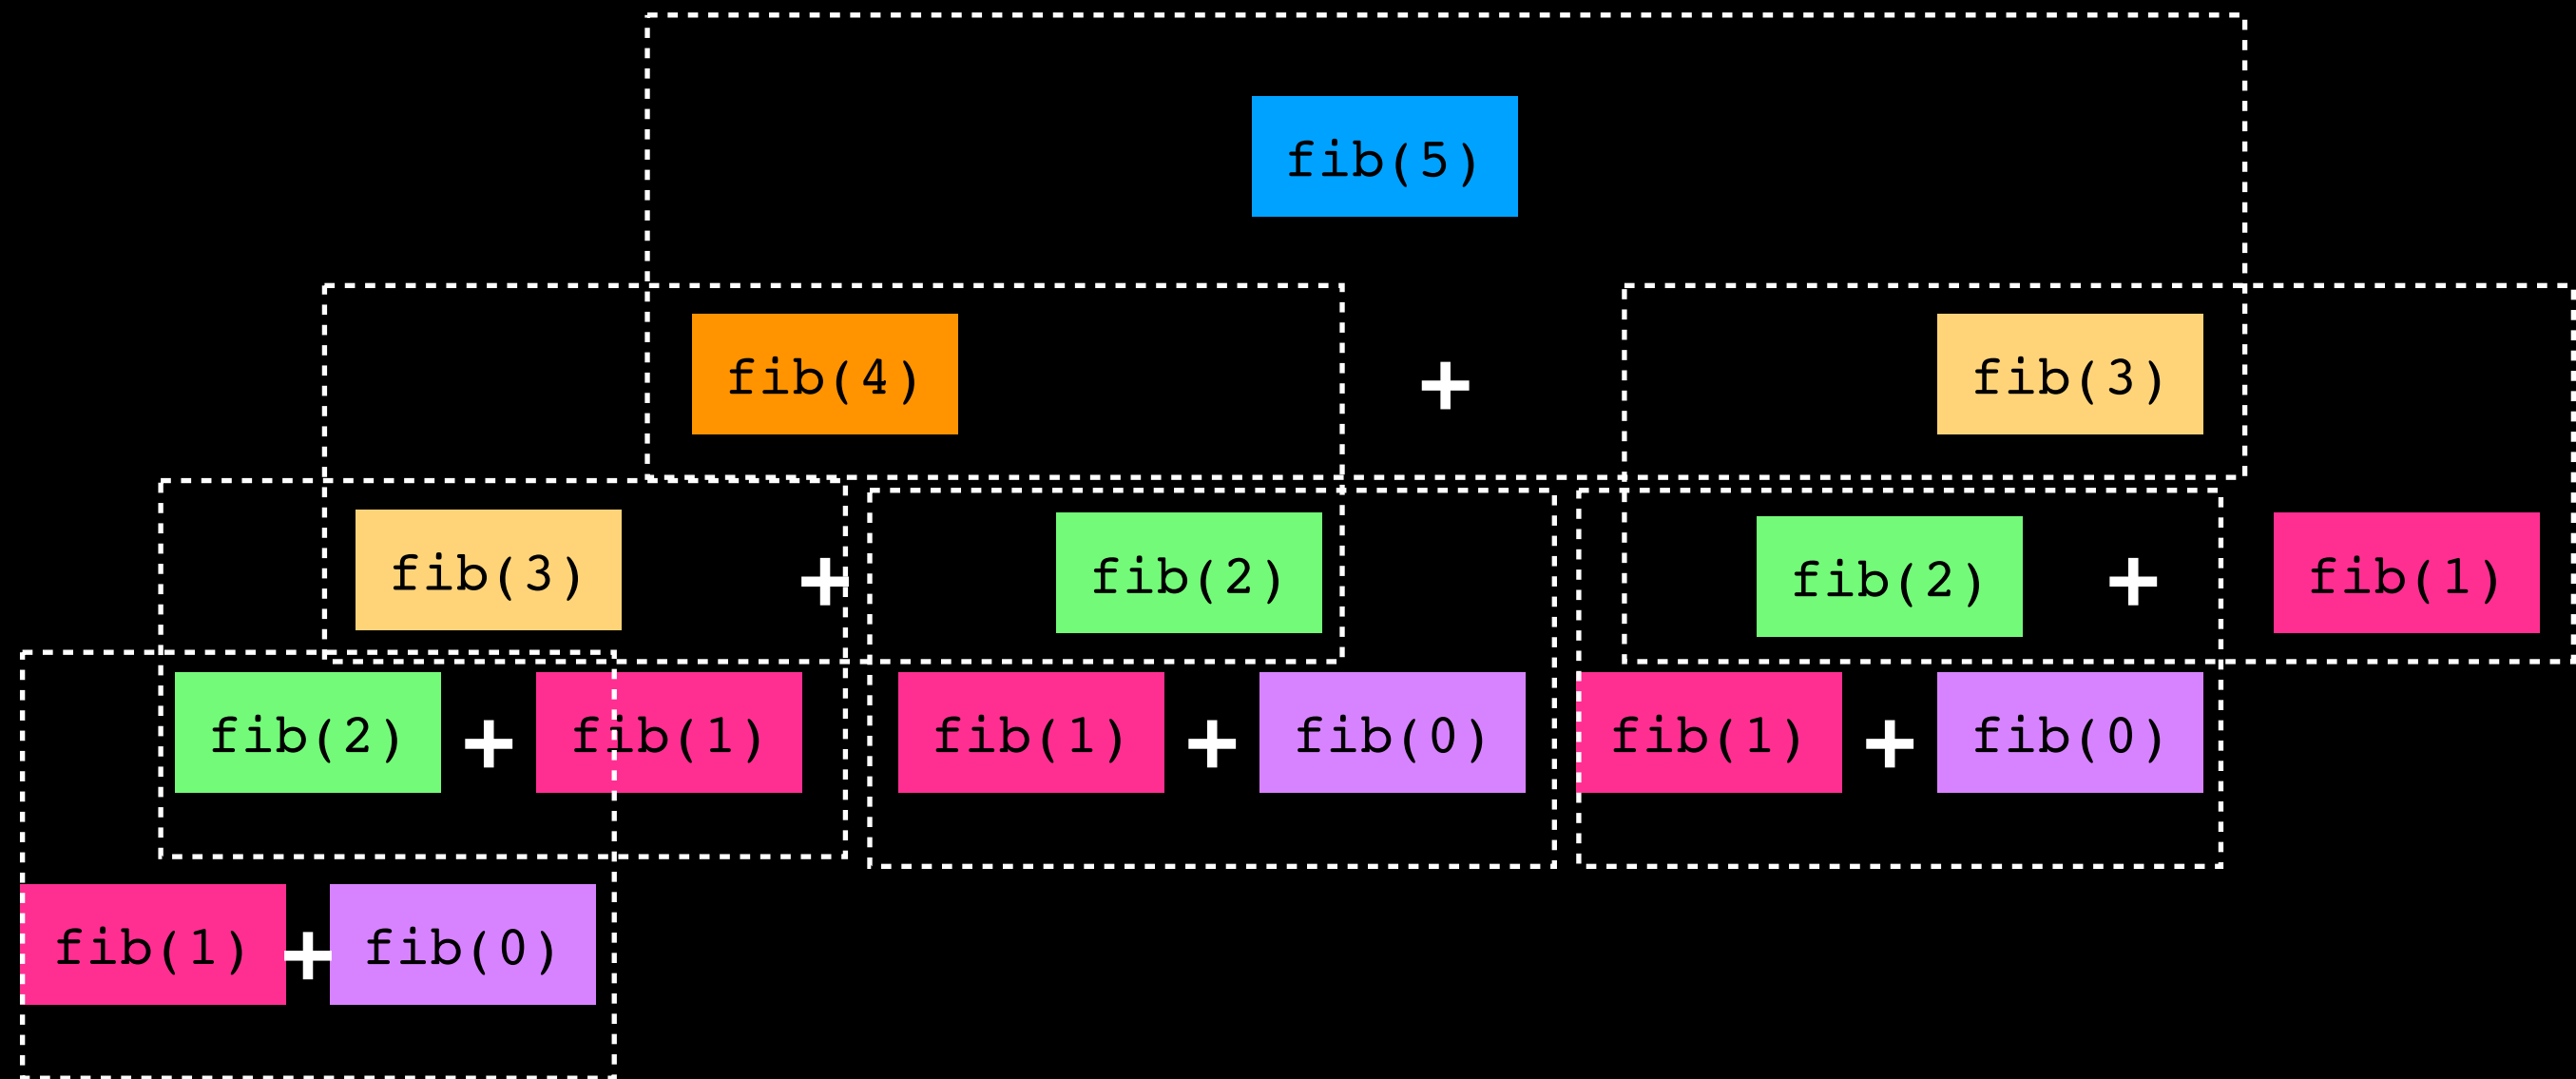 fib(5)
fib(4) + fib(3)
fib(3) + fib(2) fib(2) + fib(1)
fib(2) + fib(1) fib(1) + fib(0) fib(1) + fib(0)
fib(1) + fib(0)